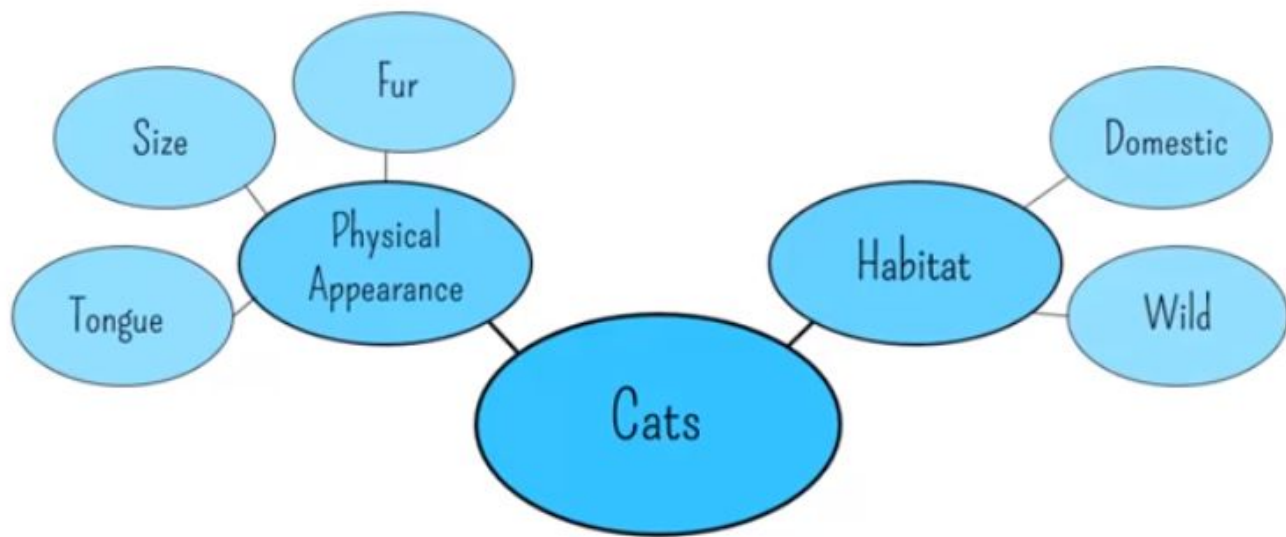 Fur
Size
Physical
Appearance
Tongue
Domestic
Habitat
Wild
Cats